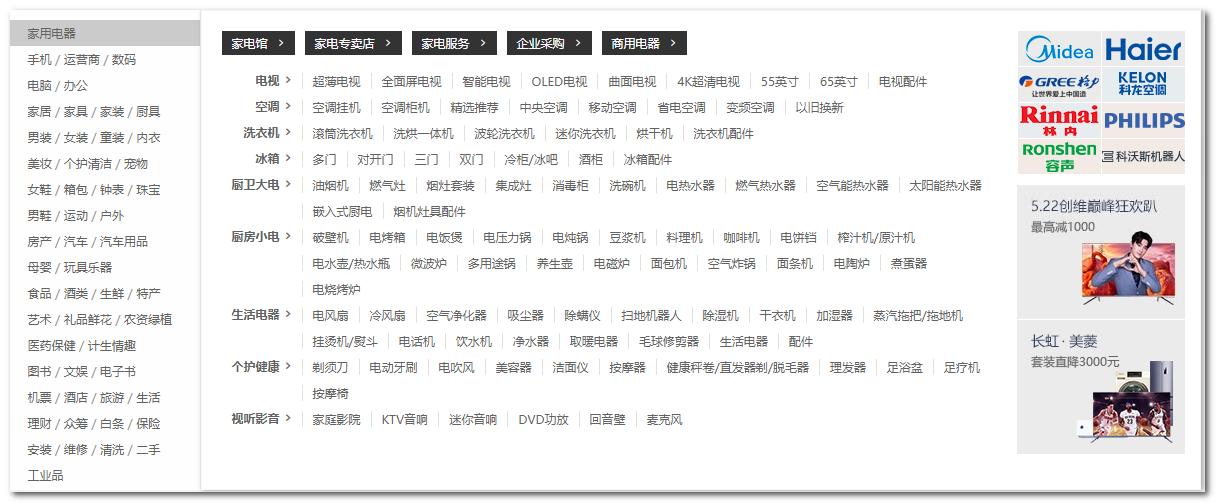 家用电器
手机 / 运营商 / 数码
电脑 / 办公
家居 / 家具 / 家装 / 厨具
男装 / 女装 / 童装 / 内衣
美妆 / 个护清洁 / 宠物
女鞋 / 箱包 / 钟表 / 珠宝
男鞋 / 运动 / 户外
房产 / 汽车 / 汽车用品
母婴 / 玩具乐器
食品 / 酒类 / 生鲜 / 特产
艺术 / 礼品鲜花 / 农资绿植
医药保健 / 计生情趣
图书 / 文娱 / 电子书
机票 / 酒店 / 旅游 / 生活
理财 / 众筹 / 白条 / 保险
安装 / 维修 / 清洗 / 二手
工业品
家电馆 > 家电专卖店 > 家电服务 > 企业采购 > 商用电器 >
电视 > 超薄电视 全面屏电视 智能电视 OLED电视 曲面电视 4K超清电视 55英寸 65英寸 电视配件
空调 > 空调挂机 空调柜机 精选推荐 中央空调 移动空调 省电空调 变频空调 以旧换新
洗衣机 > 滚筒洗衣机 洗烘一体机 波轮洗衣机 迷你洗衣机 烘干机 洗衣机配件
冰箱 > 多门 对开门 三门 双门 冷柜/冰吧 酒柜 冰箱配件
厨卫大电 > 油烟机 燃气灶 烟灶套装 集成灶 消毒柜 洗碗机 电热水器 燃气热水器 空气能热水器 太阳能热水器
嵌入式厨电 烟机灶具配件
厨房小电 > 破壁机 电烤箱 电饭煲 电压力锅 电炖锅 豆浆机 料理机 咖啡机 电饼铛 榨汁机/原汁机
电水壶/热水瓶 微波炉 多用途锅 养生壶 电磁炉 面包机 空气炸锅 面条机 电陶炉 煮蛋器
电烧烤炉
生活电器 > 电风扇 冷风扇 空气净化器 吸尘器 除螨仪 扫地机器人 除湿机 干衣机 加湿器 蒸汽拖把/拖地机
挂烫机/熨斗 电话机 饮水机 净水器 取暖电器 毛球修剪器 生活电器 配件
个护健康 > 剃须刀 电动牙刷 电吹风 美容器 洁面仪 按摩器 健康秤卷/直发器剃/脱毛器 理发器 足浴盆 足疗机
按摩椅
视听影音 > 家庭影院 KTV音响 迷你音响 DVD功放 回音壁 麦克风
Midea Haier
GREE格力 KELON
让世界爱上中国造 科龙空调
Rinnai PHILIPS
林内
Ronshen 科沃斯机器人
容声
5.22创维巅峰狂欢趴
最高减1000
长虹 · 美菱
套装直降3000元